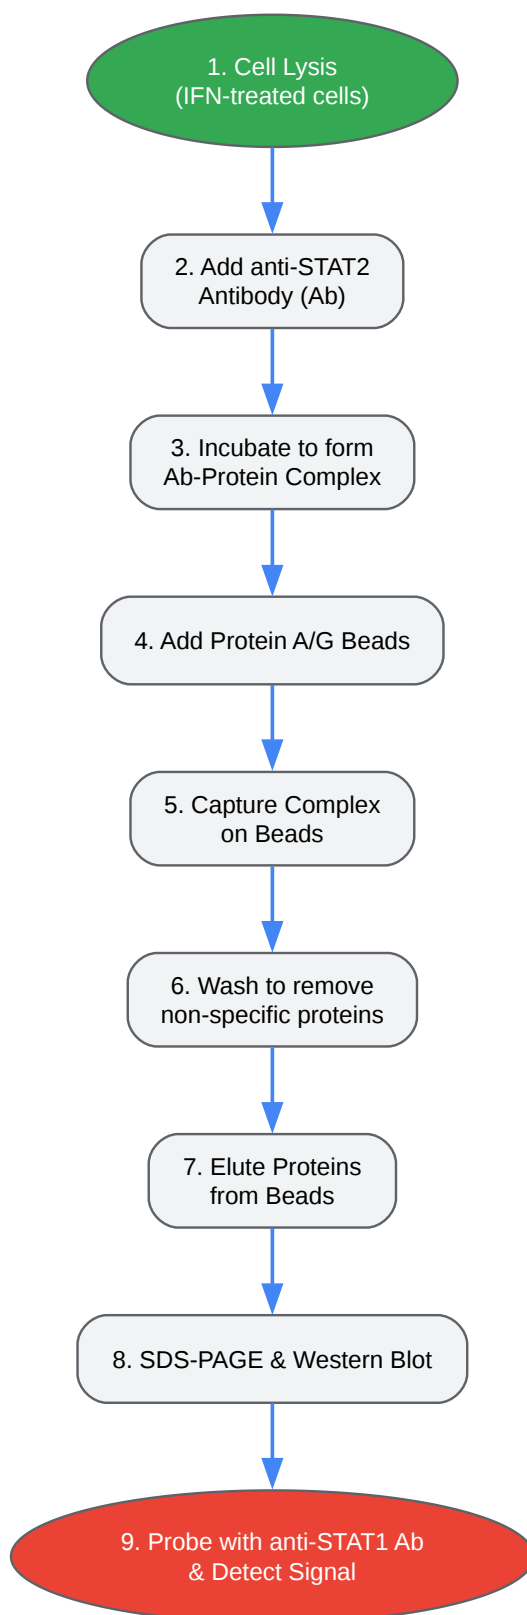 1. Cell Lysis
(IFN-treated cells)
2. Add anti-STAT2
Antibody (Ab)
3. Incubate to form
Ab-Protein Complex
4. Add Protein A/G Beads
5. Capture Complex
on Beads
6. Wash to remove
non-specific proteins
7. Elute Proteins
from Beads
8. SDS-PAGE & Western Blot
9. Probe with anti-STAT1 Ab
& Detect Signal